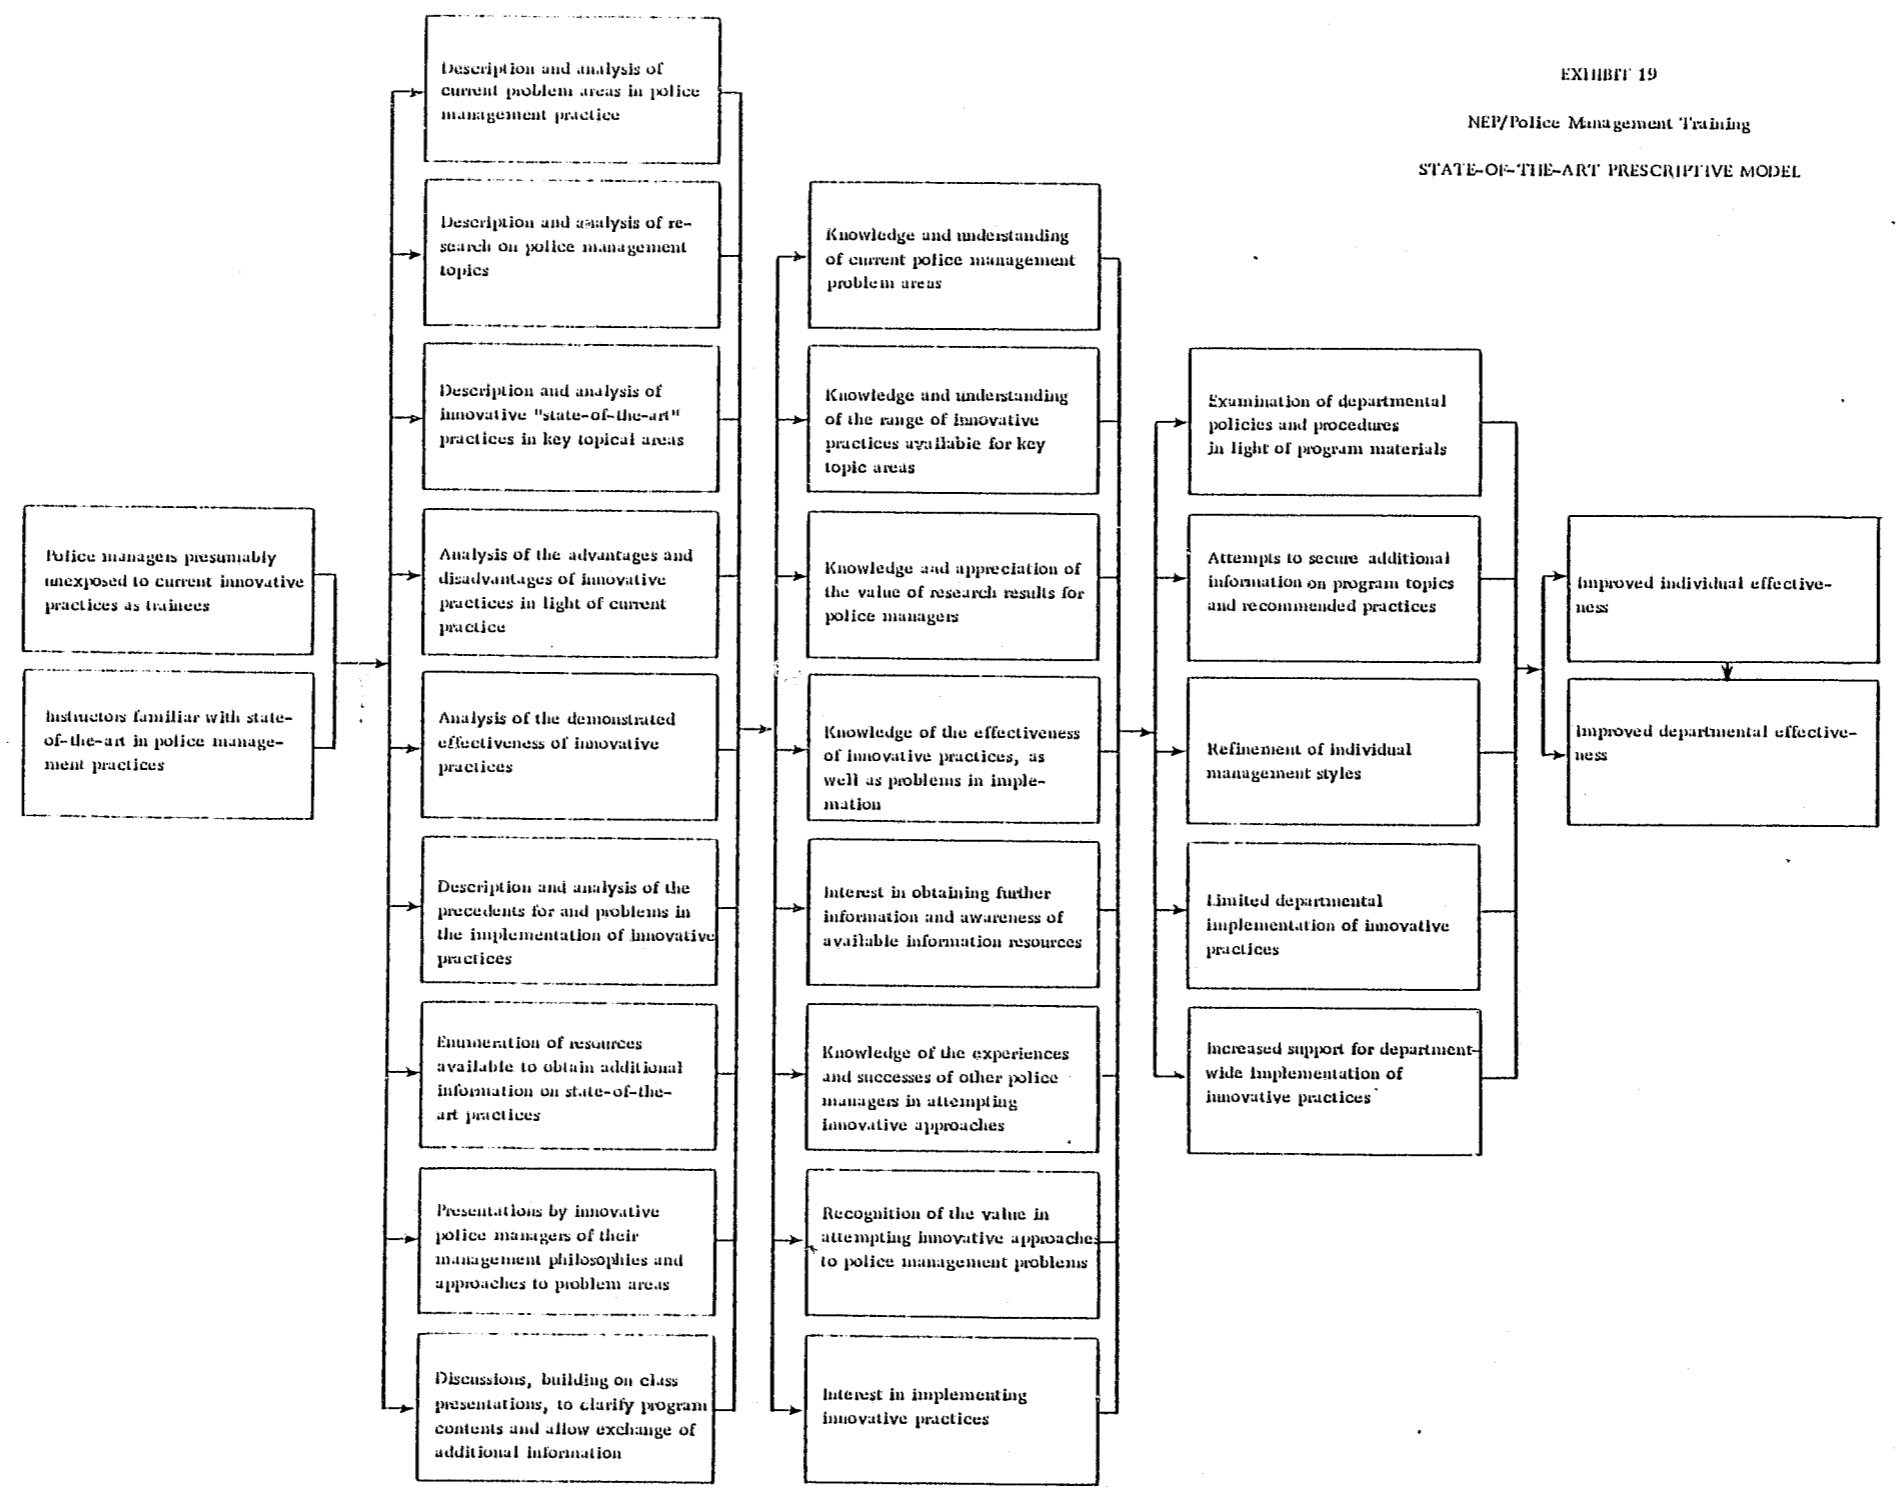 EXHIBIT 19
NEP/Police Management Training
STATE-OF-THE-ART PRESCRIPTIVE MODEL
Police managers presumably
unexposed to current innovative
practices as trainees
Instructors familiar with state-
of-the-art in police manage-
ment practices
Description and analysis of
current problem areas in police
management practice
Description and analysis of re-
search on police management
topics
Description and analysis of
innovative "state-of-the-art"
practices in key topical areas
Analysis of the advantages and
disadvantages of innovative
practices in light of current
practice
Analysis of the demonstrated
effectiveness of innovative
practices
Description and analysis of the
precedents for and problems in
the implementation of innovative
practices
Enumeration of resources
available to obtain additional
information on state-of-the-
art practices
Presentations by innovative
police managers of their
management philosophies and
approaches to problem areas
Discussions, building on class
presentations, to clarify program
contents and allow exchange of
additional information
Knowledge and understanding
of current police management
problem areas
Knowledge and understanding
of the range of innovative
practices available for key
topic areas
Knowledge and appreciation of
the value of research results for
police managers
Knowledge of the effectiveness
of innovative practices, as
well as problems in imple-
mation
Interest in obtaining further
information and awareness of
available information resources
Knowledge of the experiences
and successes of other police
managers in attempting
innovative approaches
Recognition of the value in
attempting innovative approaches
to police management problems
Interest in implementing
innovative practices
Examination of departmental
policies and procedures
in light of program materials
Attempts to secure additional
information on program topics
and recommended practices
Refinement of individual
management styles
Limited departmental
implementation of innovative
practices
Increased support for department-
wide implementation of
innovative practices
Improved individual effective-
ness
Improved departmental effective-
ness